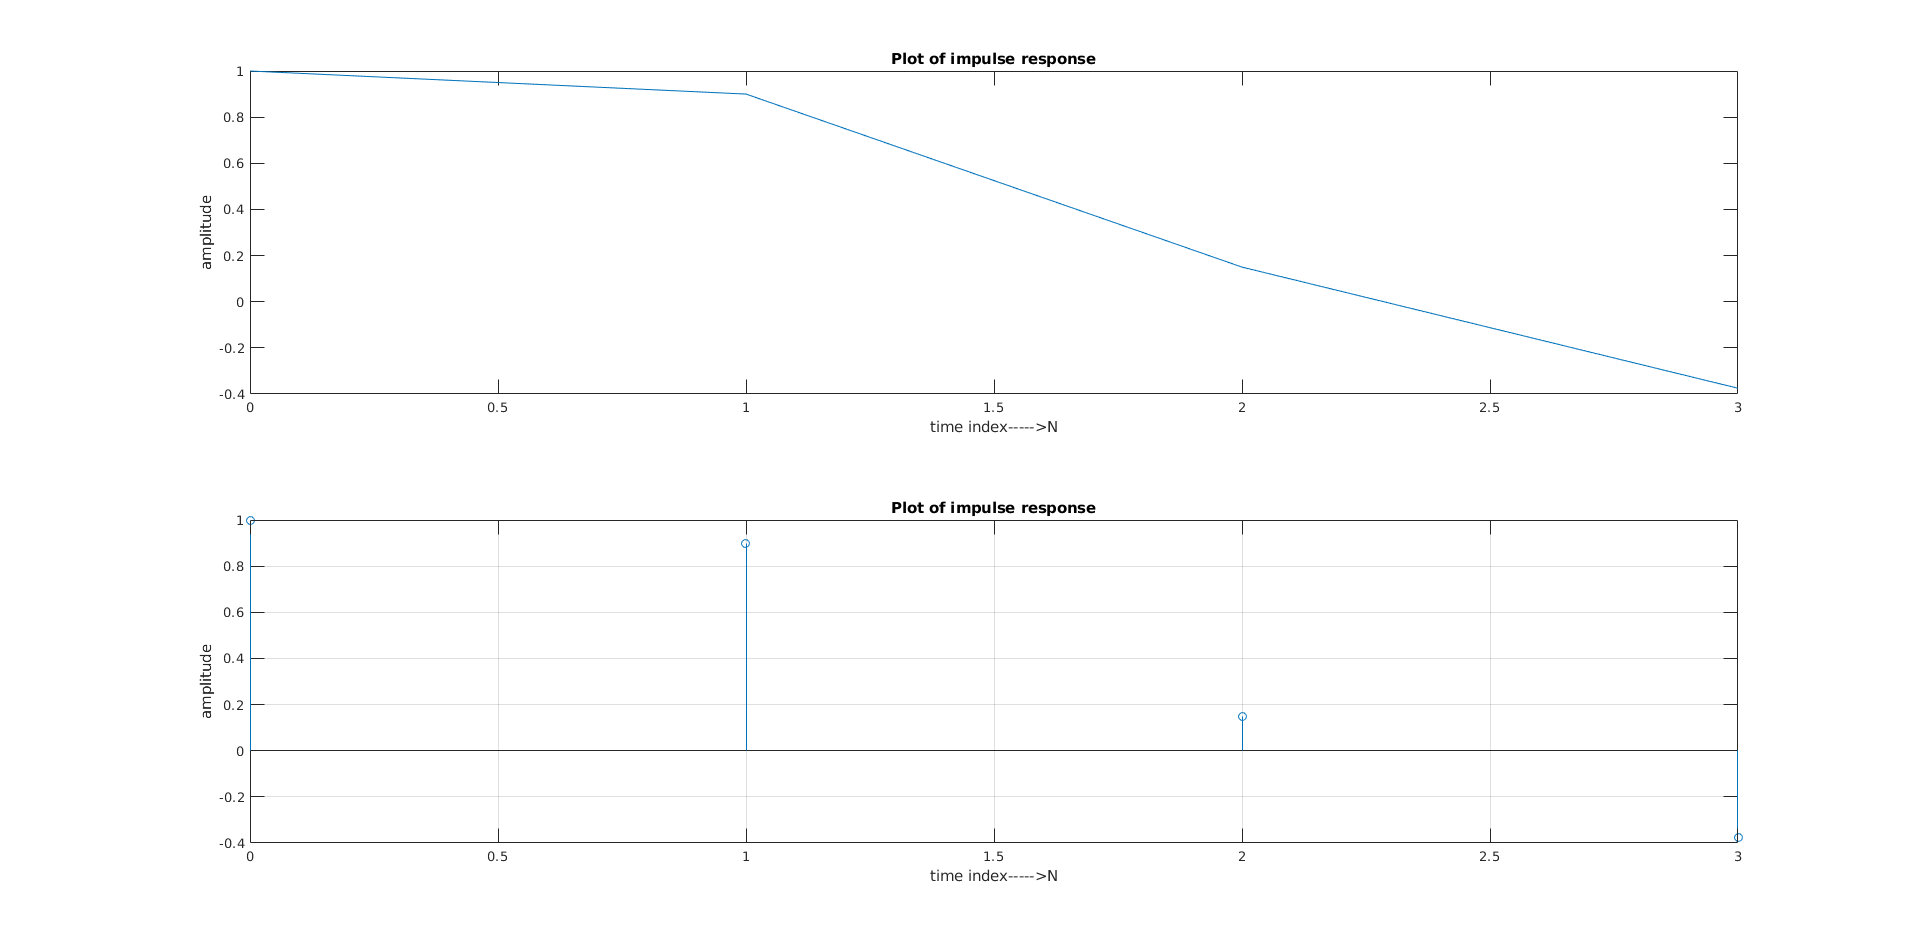 Plot of impulse response
1
0.8
0.6
0.4
0.2
0
-0.2
-0.4
amplitude
0 0.5 1 1.5 2 2.5 3
time index----->N
Plot of impulse response
1
0.8
0.6
0.4
0.2
0
-0.2
-0.4
amplitude
0 0.5 1 1.5 2 2.5 3
time index----->N